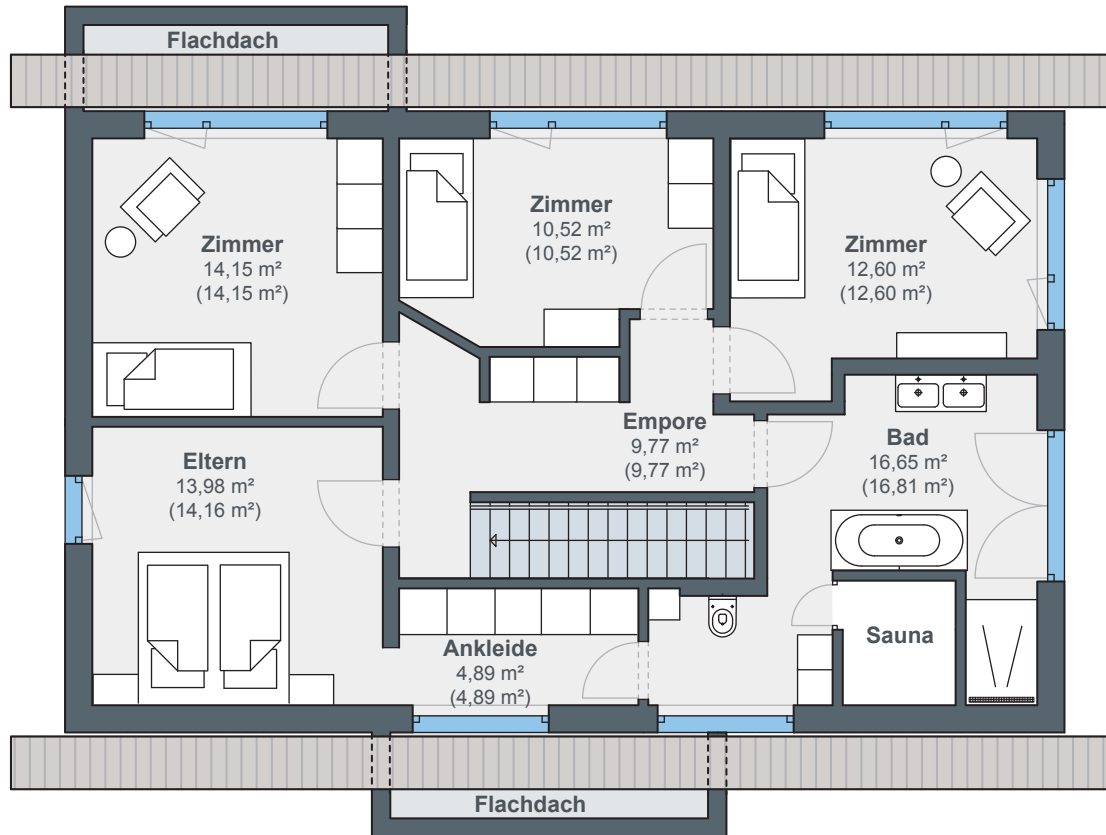 Flachdach
Zimmer
14,15 m²
(14,15 m²)
Zimmer
10,52 m²
(10,52 m²)
Zimmer
12,60 m²
(12,60 m²)
Empore
9,77 m²
(9,77 m²)
Bad
16,65 m²
(16,81 m²)
Eltern
13,98 m²
(14,16 m²)
Ankleide
4,89 m²
(4,89 m²)
Sauna
Flachdach